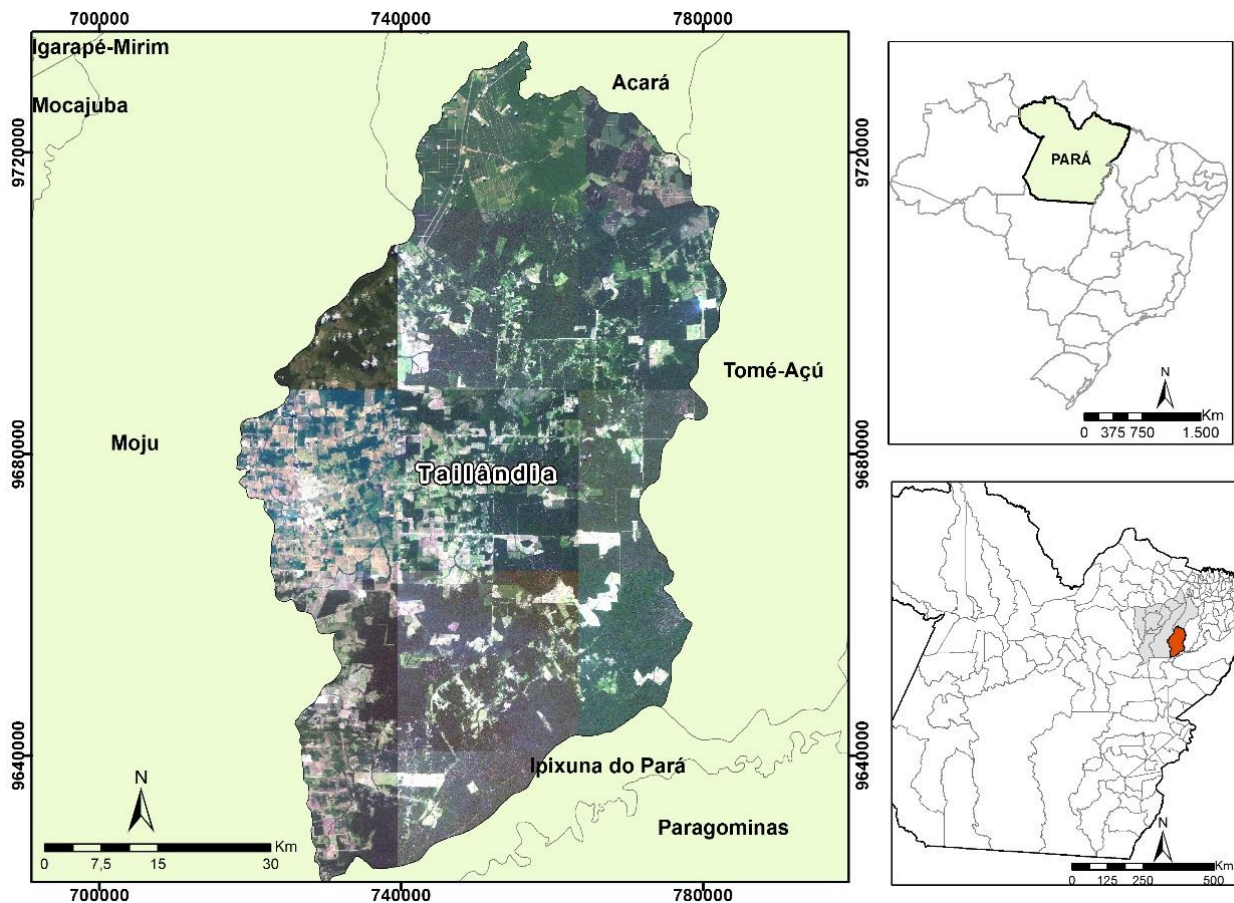 700000 740000 780000
Igarapé-Mirim
Acará
Mocajuba
9720000
9720000
Tomé-Açú
Moju
9680000
9680000
Tailândia
9640000
9640000
Ipixuna do Pará
Paragominas
N
Km
0 7,5 15 30
700000 740000 780000
PARÁ
N
Km
0 375 750 1.500
N
Km
0 125 250 500